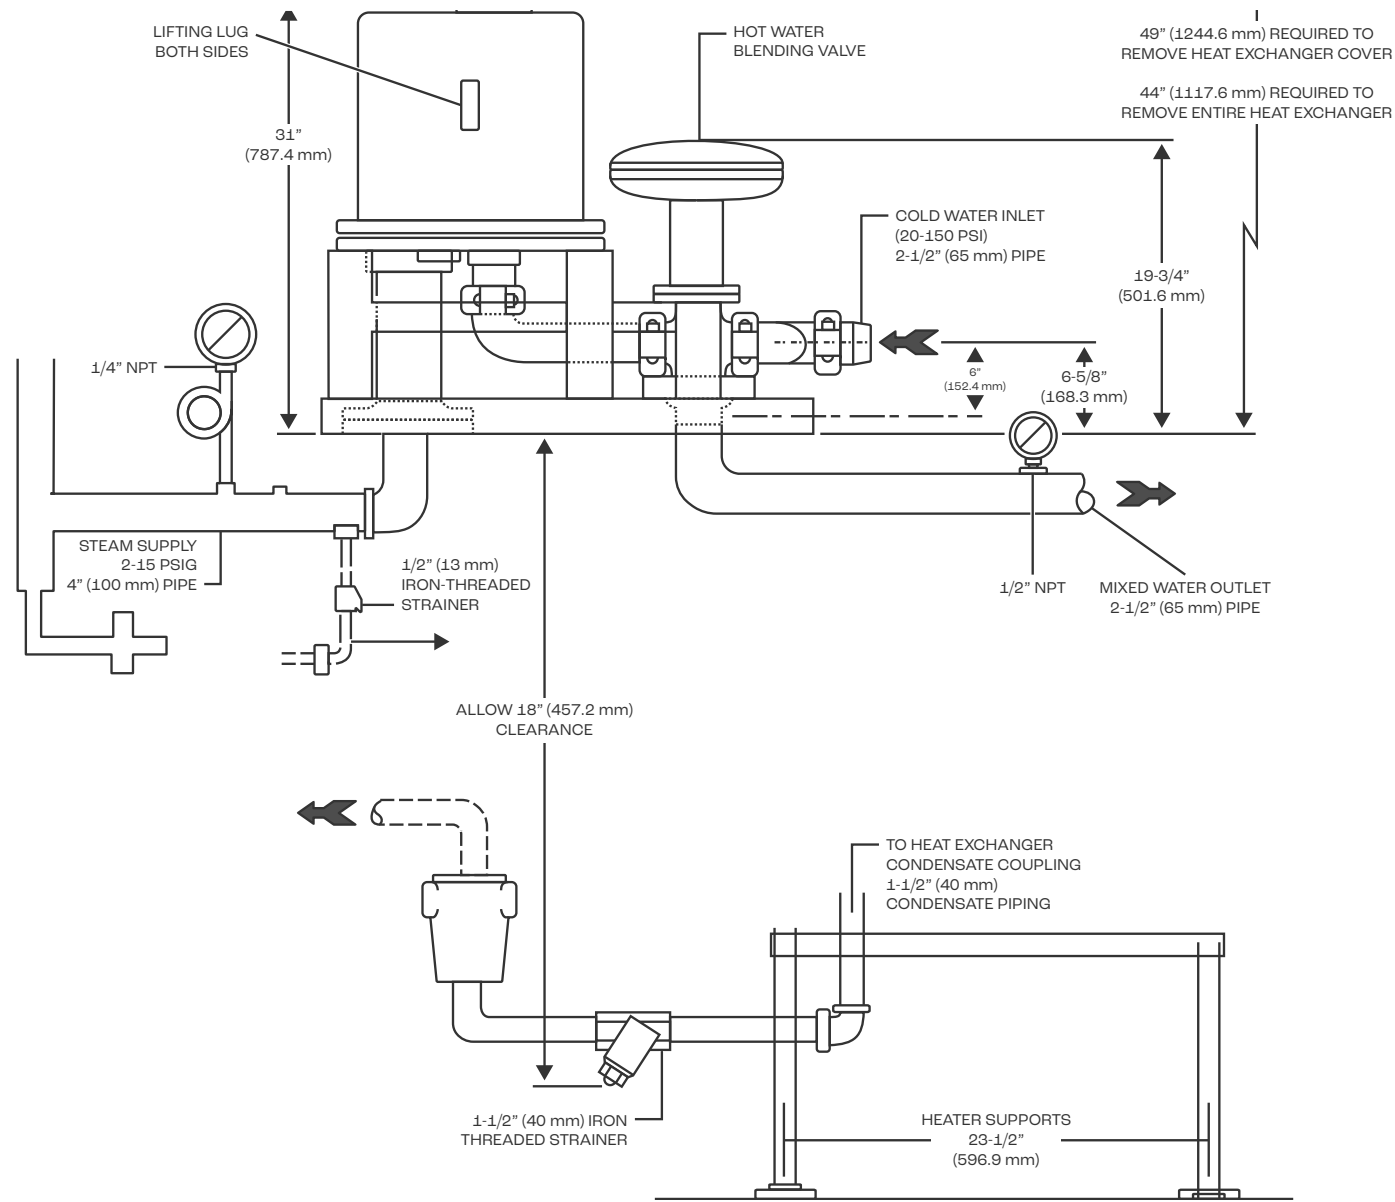 LIFTING LUG
BOTH SIDES
HOT WATER
BLENDING VALVE
49” (1244.6 mm) REQUIRED TO
REMOVE HEAT EXCHANGER COVER
44” (1117.6 mm) REQUIRED TO
REMOVE ENTIRE HEAT EXCHANGER
31”
(787.4 mm)
COLD WATER INLET
(20-150 PSI)
2-1/2” (65 mm) PIPE
19-3/4”
(501.6 mm)
1/4” NPT
6”
(152.4 mm)
6-5/8”
(168.3 mm)
STEAM SUPPLY
2-15 PSIG
4” (100 mm) PIPE
1/2” (13 mm)
IRON-THREADED
STRAINER
1/2” NPT
MIXED WATER OUTLET
2-1/2” (65 mm) PIPE
ALLOW 18” (457.2 mm)
CLEARANCE
TO HEAT EXCHANGER
CONDENSATE COUPLING
1-1/2” (40 mm)
CONDENSATE PIPING
1-1/2” (40 mm) IRON
THREADED STRAINER
HEATER SUPPORTS
23-1/2”
(596.9 mm)